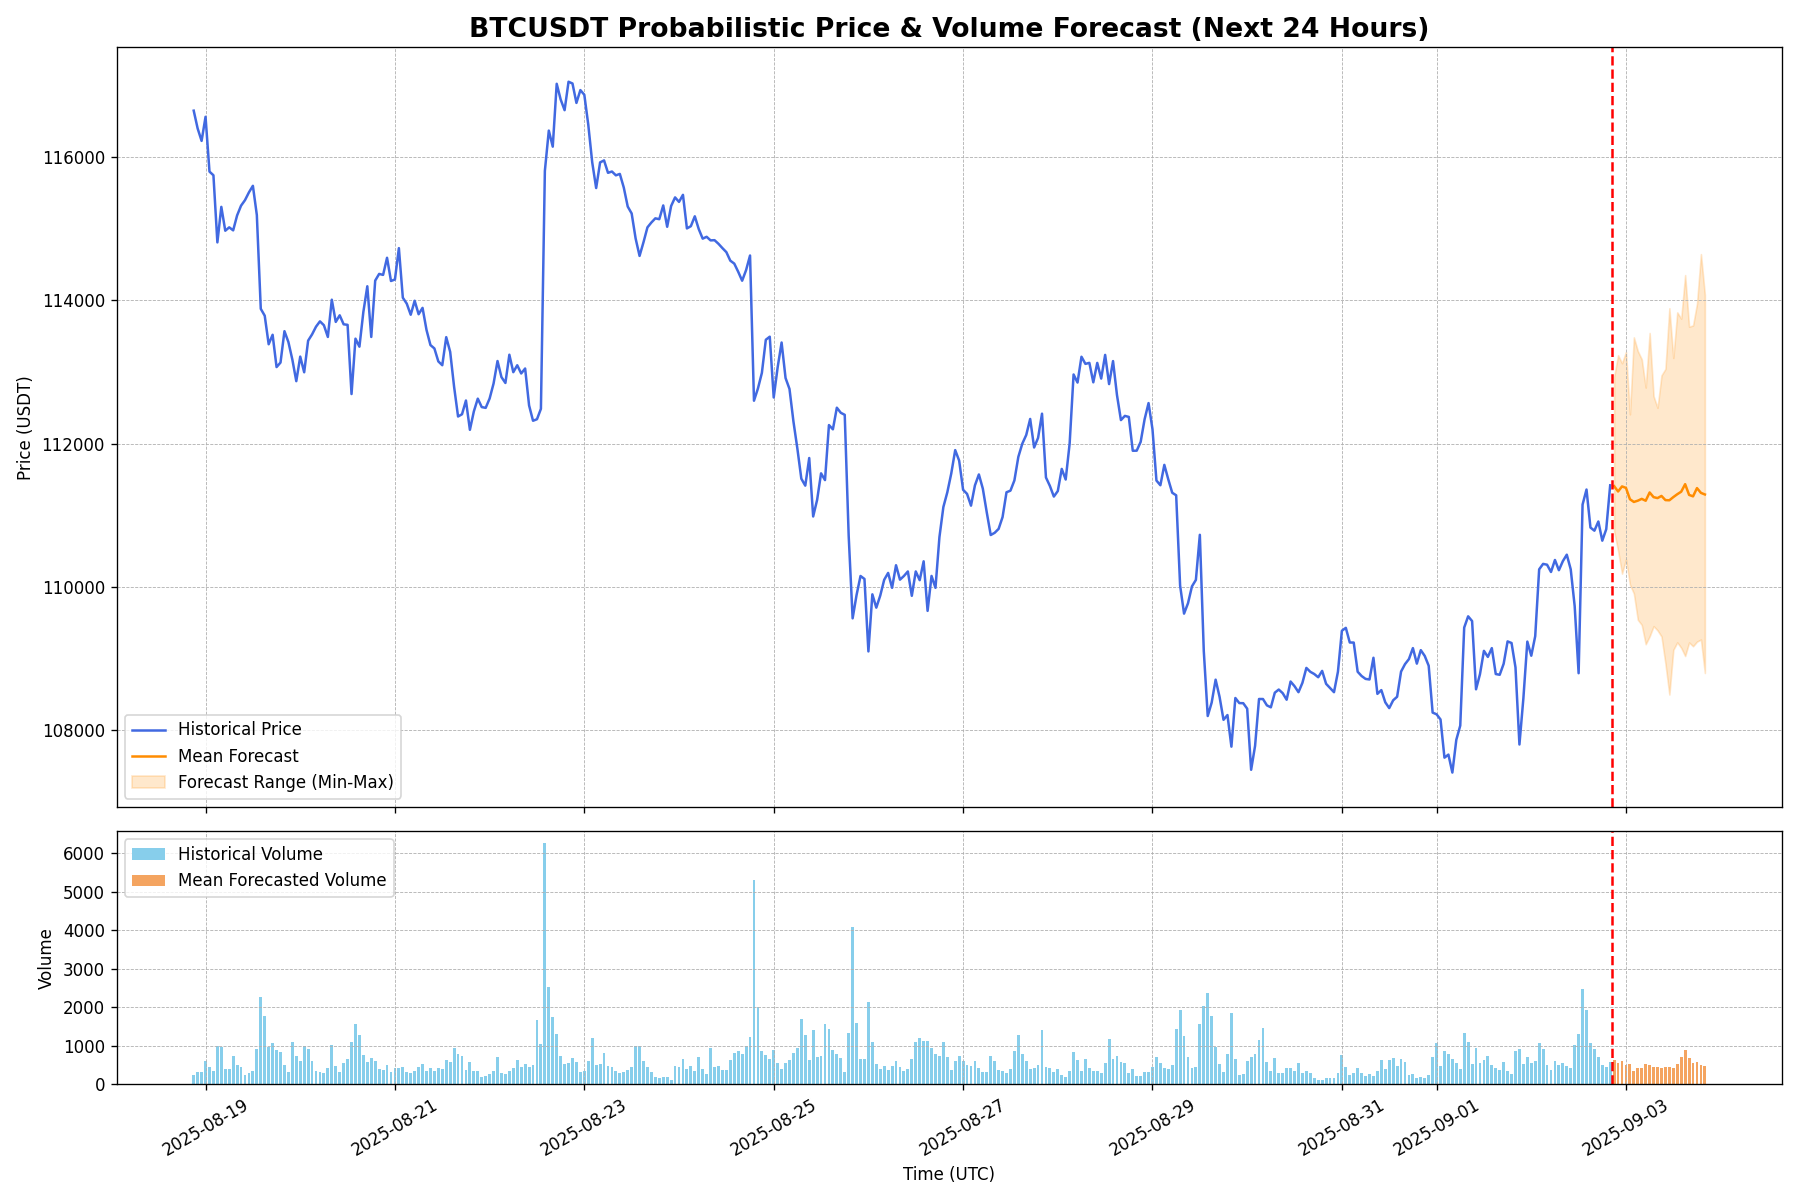 BTCUSDT Probabilistic Price & Volume Forecast (Next 24 Hours)
Price (USDT)
116000
114000
112000
110000
108000
Historical Price
Mean Forecast
Forecast Range (Min-Max)
Volume
6000
5000
4000
3000
2000
1000
0
Historical Volume
Mean Forecasted Volume
2025-08-19
2025-08-21
2025-08-23
2025-08-25
2025-08-27
2025-08-29
2025-08-31
2025-09-01
2025-09-03
Time (UTC)